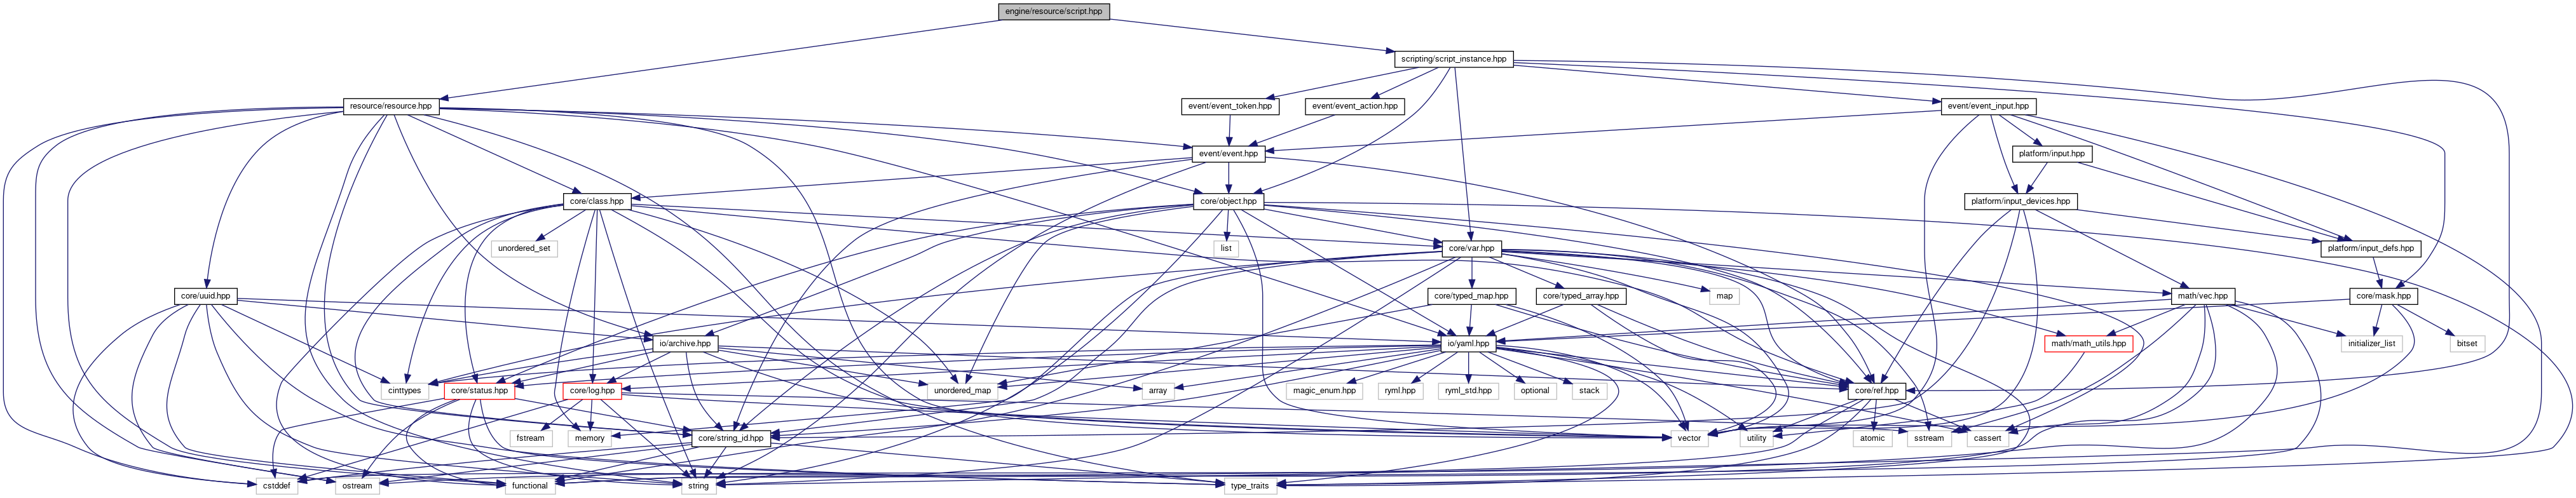 engine/resource/script.hpp
scripting/script_instance.hpp
resource/resource.hpp
event/event_token.hpp
event/event_action.hpp
event/event_input.hpp
event/event.hpp
platform/input.hpp
core/class.hpp
core/object.hpp
platform/input_devices.hpp
unordered_set
list
core/var.hpp
platform/input_defs.hpp
core/uuid.hpp
core/typed_map.hpp
core/typed_array.hpp
map
math/vec.hpp
core/mask.hpp
io/archive.hpp
io/yaml.hpp
math/math_utils.hpp
initializer_list
bitset
cinttypes
core/status.hpp
core/log.hpp
unordered_map
array
magic_enum.hpp
ryml.hpp
ryml_std.hpp
optional
stack
core/ref.hpp
fstream
memory
core/string_id.hpp
vector
utility
atomic
sstream
cassert
cstddef
ostream
functional
string
type_traits